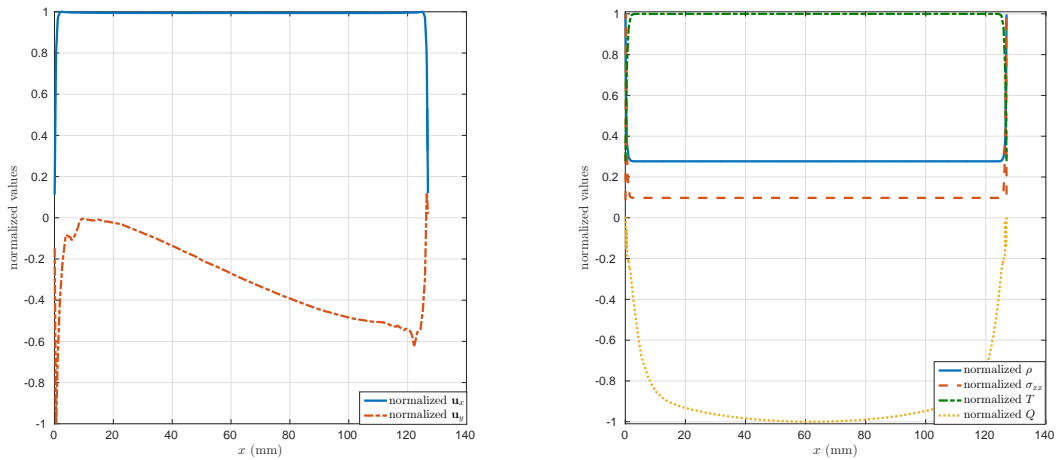 1
0.8
0.6
0.4
0.2
0
-0.2
-0.4
-0.6
-0.8
-1
normalized values
0 20 40 60 80 100 120 140
x (mm)
normalized u_x
normalized u_y
1
0.8
0.6
0.4
0.2
0
-0.2
-0.4
-0.6
-0.8
-1
normalized values
0 20 40 60 80 100 120 140
x (mm)
normalized ρ
normalized σ_xx
normalized T
normalized Q